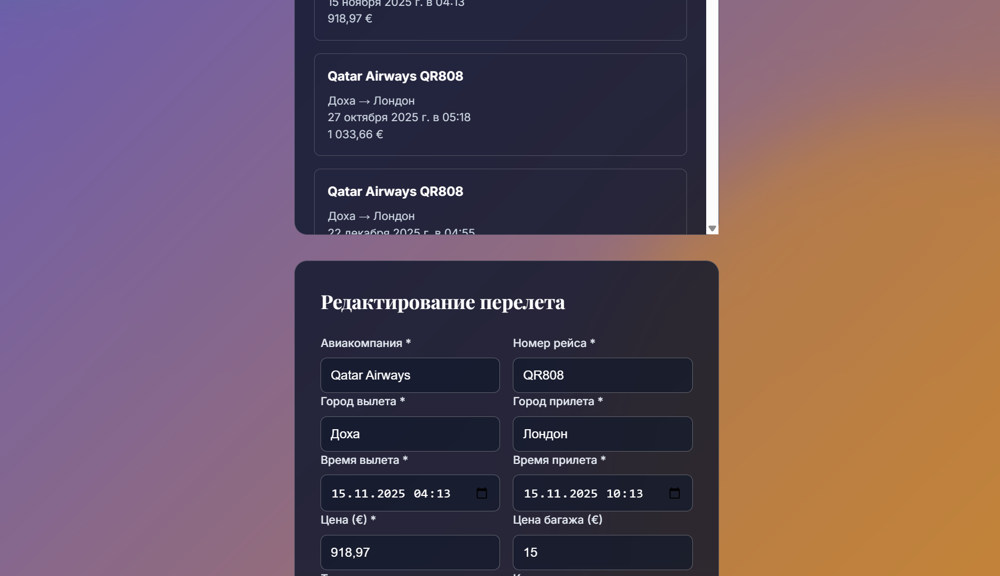 15 ноября 2025 г. в 04:13
918,97 €
Qatar Airways QR808
Доха → Лондон
27 октября 2025 г. в 05:18
1 033,66 €
Qatar Airways QR808
Доха → Лондон
22 декабря 2025 г. в 04:55
Редактирование перелета
Авиакомпания *
Номер рейса *
Qatar Airways
QR808
Город вылета *
Город прилета *
Доха
Лондон
Время вылета *
Время прилета *
15.11.2025 04:13
15.11.2025 10:13
Цена (€) *
Цена багажа (€)
918,97
15